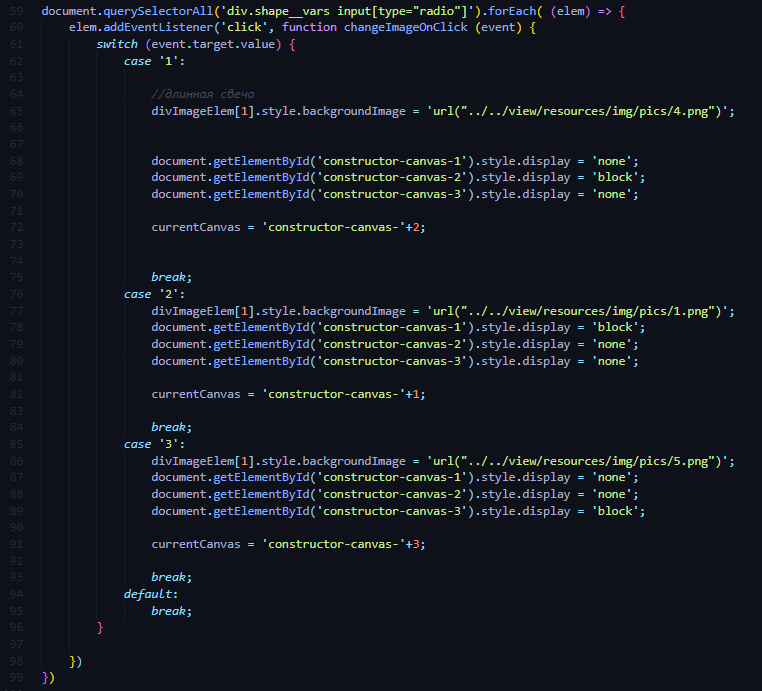 59 document.querySelectorAll('div.shape__vars input[type="radio"]').forEach( (elem) => {
60 elem.addEventListener('click', function changeImageOnClick (event) {
61 switch (event.target.value) {
62 case '1':
63
64 //длинная свеча
65 divImageElem[1].style.backgroundImage = 'url("../../view/resources/img/pics/4.png")';
66
67
68 document.getElementById('constructor-canvas-1').style.display = 'none';
69 document.getElementById('constructor-canvas-2').style.display = 'block';
70 document.getElementById('constructor-canvas-3').style.display = 'none';
71
72 currentCanvas = 'constructor-canvas-'+2;
73
74
75 break;
76 case '2':
77 divImageElem[1].style.backgroundImage = 'url("../../view/resources/img/pics/1.png")';
78 document.getElementById('constructor-canvas-1').style.display = 'block';
79 document.getElementById('constructor-canvas-2').style.display = 'none';
80 document.getElementById('constructor-canvas-3').style.display = 'none';
81
82 currentCanvas = 'constructor-canvas-'+1;
83
84 break;
85 case '3':
86 divImageElem[1].style.backgroundImage = 'url("../../view/resources/img/pics/5.png")';
87 document.getElementById('constructor-canvas-1').style.display = 'none';
88 document.getElementById('constructor-canvas-2').style.display = 'none';
89 document.getElementById('constructor-canvas-3').style.display = 'block';
90
91 currentCanvas = 'constructor-canvas-'+3;
92
93 break;
94 default:
95 break;
96 }
97
98 })
99 })